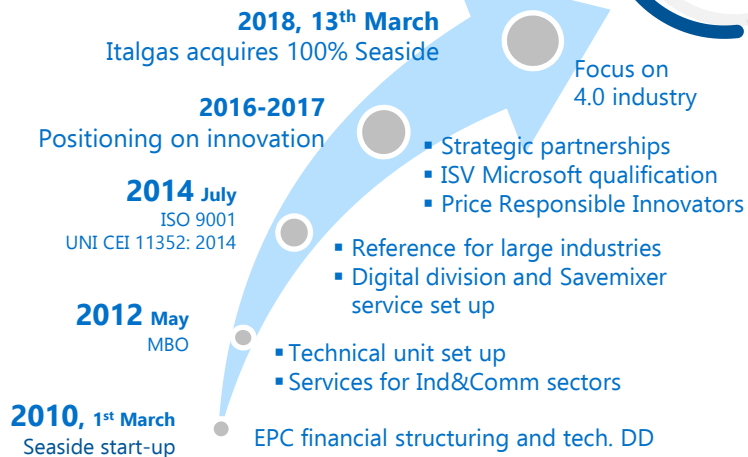 2018, 13th March
Italgas acquires 100% Seaside
Focus on
4.0 industry
2016-2017
Positioning on innovation
▪ Strategic partnerships
▪ ISV Microsoft qualification
▪ Price Responsible Innovators
2014 July
ISO 9001
UNI CEI 11352: 2014
▪ Reference for large industries
▪ Digital division and Savemixer
service set up
2012 May
MBO
▪ Technical unit set up
▪ Services for Ind&Comm sectors
2010, 1st March
Seaside start-up
EPC financial structuring and tech. DD